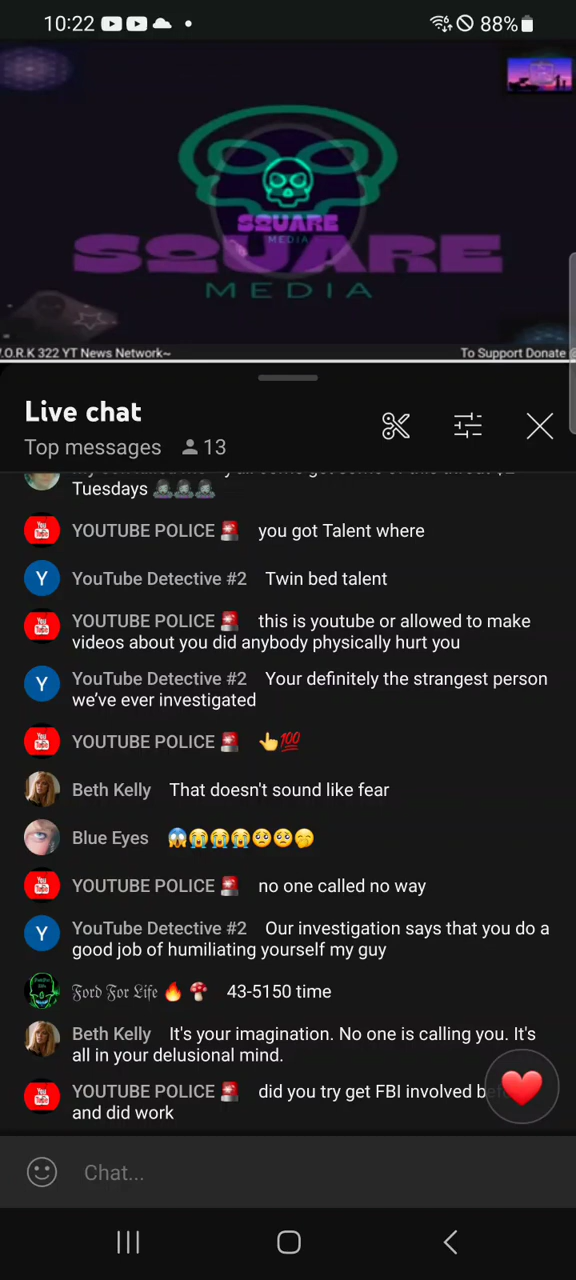 10:22
88%
SQUARE
MEDIA
SQUARE
MEDIA
.O.R.K 322 YT News Network~
To Support Donate
Live chat
Top messages 13
Tuesdays
YOUTUBE POLICE 🚨 you got Talent where
YouTube Detective #2 Twin bed talent
YOUTUBE POLICE 🚨 this is youtube or allowed to make
videos about you did anybody physically hurt you
YouTube Detective #2 Your definitely the strangest person
we’ve ever investigated
YOUTUBE POLICE 🚨 👆💯
Beth Kelly That doesn't sound like fear
Blue Eyes 😱😭😭😭🥺🥺🤭
YOUTUBE POLICE 🚨 no one called no way
YouTube Detective #2 Our investigation says that you do a
good job of humiliating yourself my guy
𝔉𝔬𝔯𝔡 𝔉𝔬𝔯 𝔏𝔦𝔣𝔢 🔥 🍄 43-5150 time
Beth Kelly It's your imagination. No one is calling you. It's
all in your delusional mind.
YOUTUBE POLICE 🚨 did you try get FBI involved
and did work
Chat...